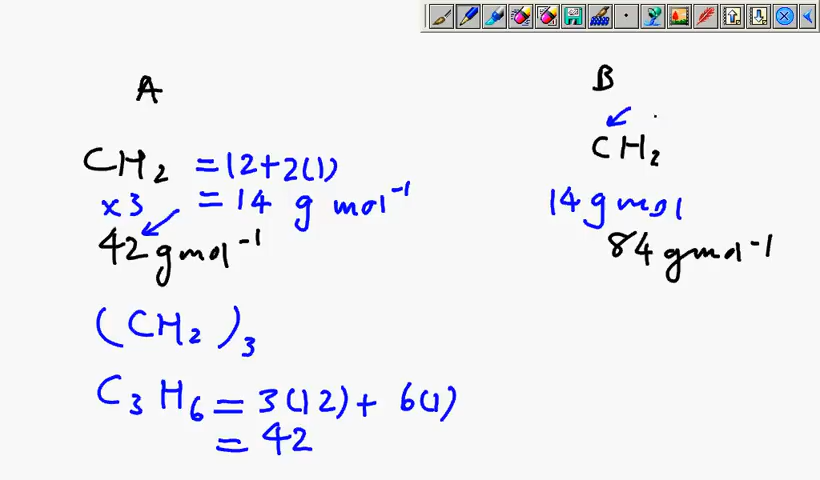 A
CH₂ = 12 + 2(1)
x3 = 14 g mol⁻¹
42 g mol⁻¹
(CH₂)₃
C₃H₆ = 3(12) + 6(1)
= 42
B
CH₂
14 g mol
84 g mol⁻¹